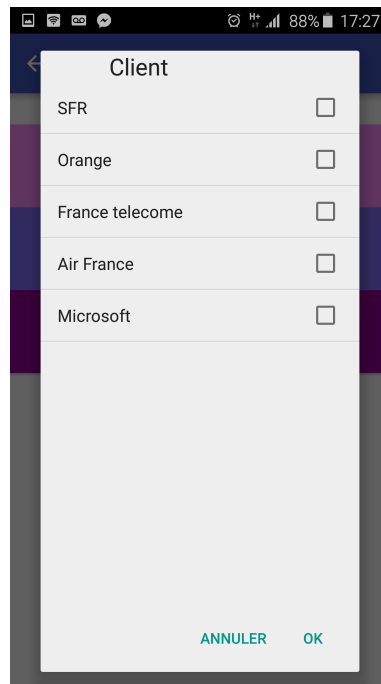 H+ 88% 17:27
Client
SFR
Orange
France telecome
Air France
Microsoft
ANNULER OK